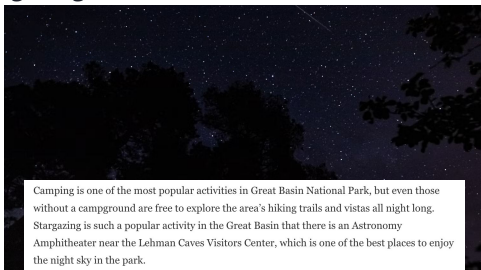 Camping is one of the most popular activities in Great Basin National Park, but even those
without a campground are free to explore the area's hiking trails and vistas all night long.
Stargazing is such a popular activity in the Great Basin that there is an Astronomy
Amphitheater near the Lehman Caves Visitors Center, which is one of the best places to enjoy
the night sky in the park.